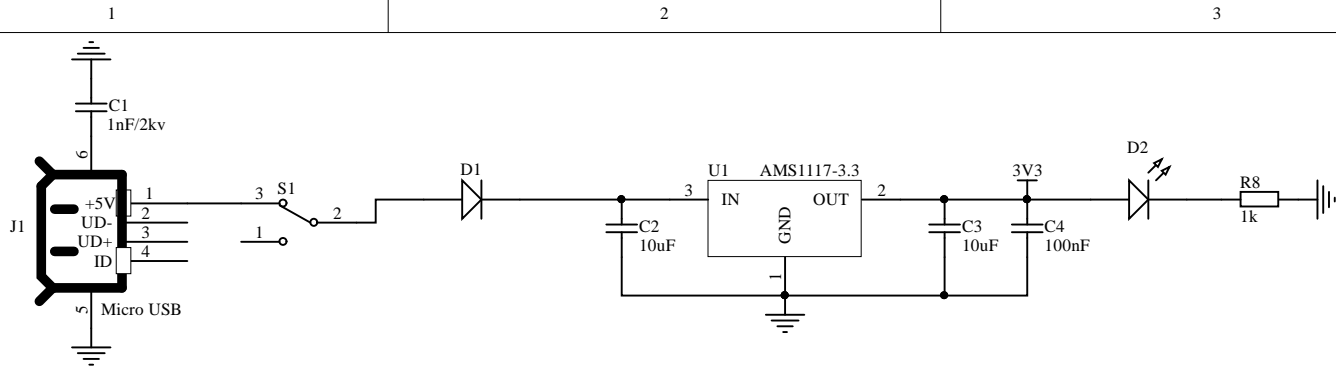 1 2 3
C1
1nF/2kv
6
J1
+5V 1
UD- 2
UD+ 3
ID 4
5
Micro USB
3 S1
2
1
D1
C2
10uF
U1 AMS1117-3.3
3 IN OUT 2
GND
1
C3
10uF
3V3
C4
100nF
D2
R8
1k